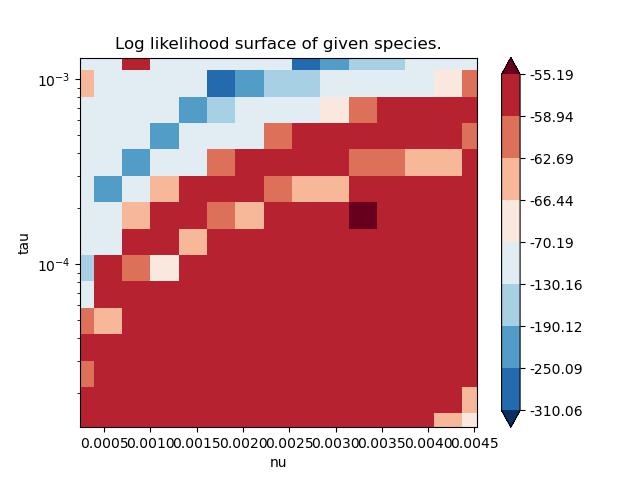 Log likelihood surface of given species.
10⁻³
10⁻⁴
tau
0.0005 0.0010 0.0015 0.0020 0.0025 0.0030 0.0035 0.0040 0.0045
nu
-55.19
-58.94
-62.69
-66.44
-70.19
-130.16
-190.12
-250.09
-310.06